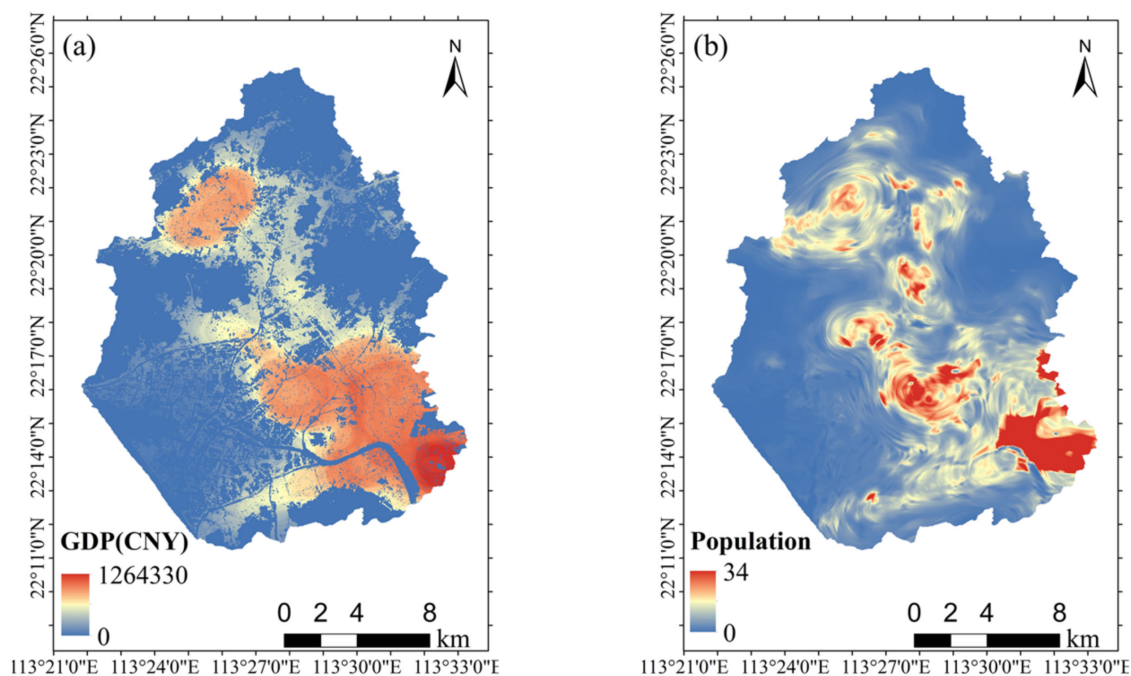 (a)
N
22°26'0"N
22°23'0"N
22°20'0"N
22°17'0"N
22°14'0"N
22°11'0"N
GDP(CNY)
1264330
0
0 2 4 8
km
113°21'0"E 113°24'0"E 113°27'0"E 113°30'0"E 113°33'0"E
(b)
N
22°26'0"N
22°23'0"N
22°20'0"N
22°17'0"N
22°14'0"N
22°11'0"N
Population
34
0
0 2 4 8
km
113°21'0"E 113°24'0"E 113°27'0"E 113°30'0"E 113°33'0"E